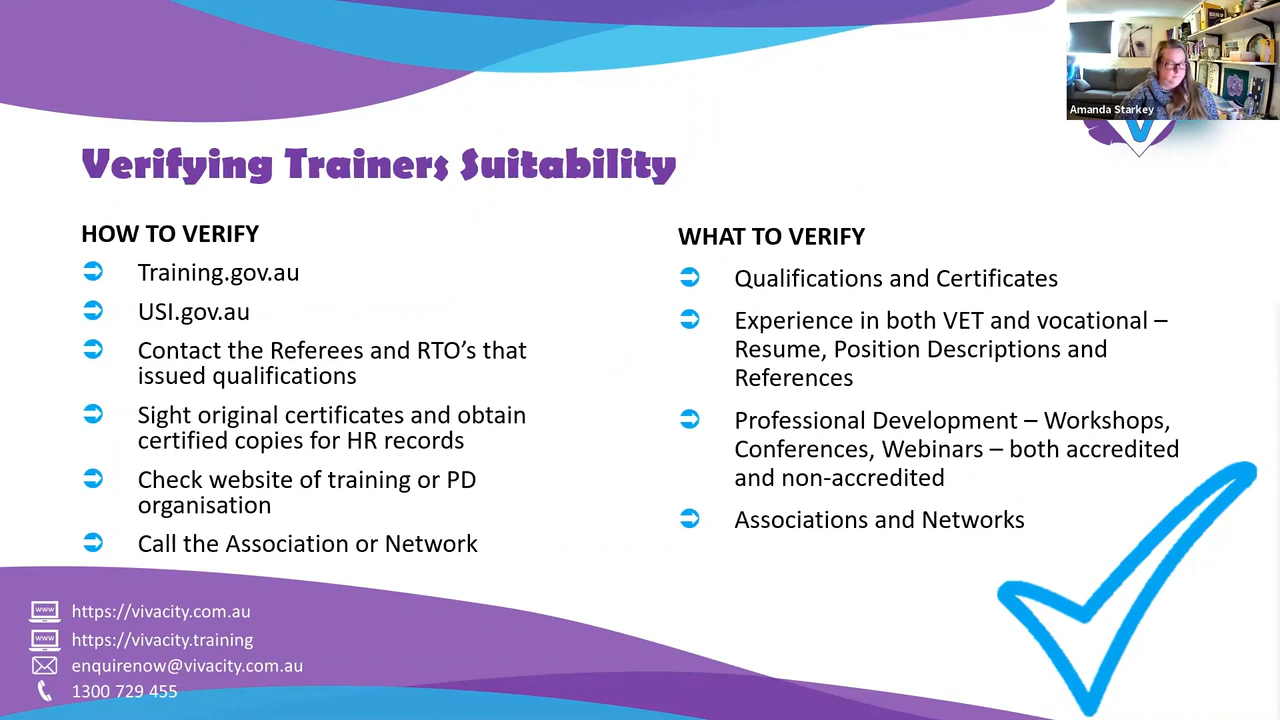 Amanda Starkey
Verifying Trainers Suitability
HOW TO VERIFY
Training.gov.au
USI.gov.au
Contact the Referees and RTO's that
issued qualifications
Sight original certificates and obtain
certified copies for HR records
Check website of training or PD
organisation
Call the Association or Network
WHAT TO VERIFY
Qualifications and Certificates
Experience in both VET and vocational –
Resume, Position Descriptions and
References
Professional Development – Workshops,
Conferences, Webinars – both accredited
and non-accredited
Associations and Networks
www https://vivacity.com.au
www https://vivacity.training
enquirenow@vivacity.com.au
1300 729 455